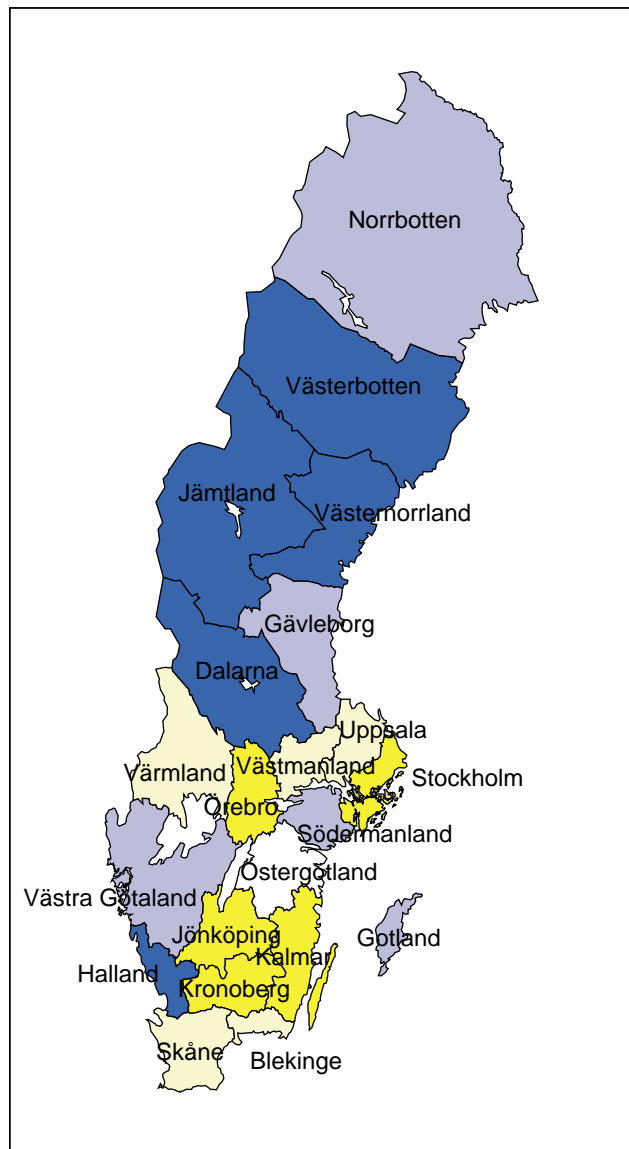 Norrbotten
Västerbotten
Jämtland
Västernorrland
Gävleborg
Dalarna
Uppsala
Västmanland
Värmland
Stockholm
Örebro
Södermanland
Östergötland
Västra Götaland
Jönköping
Gotland
Kalmar
Halland
Kronoberg
Skåne
Blekinge